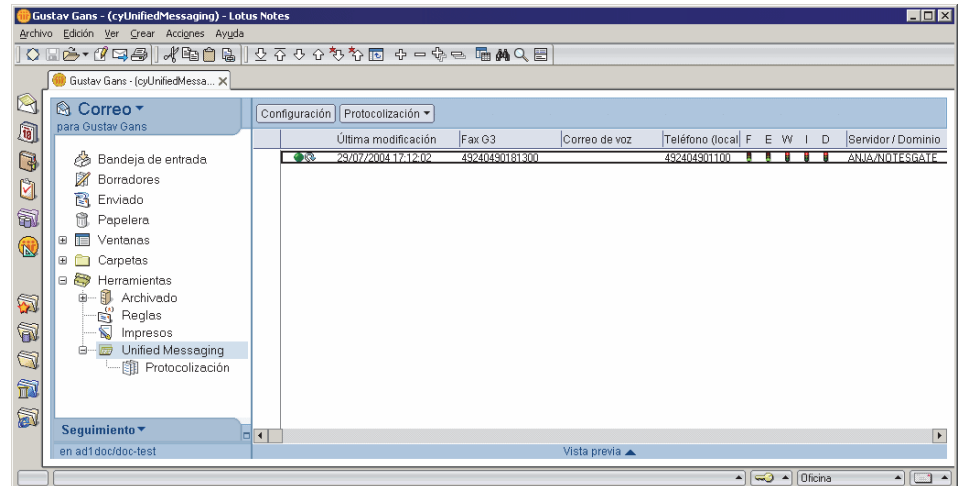 Gustav Gans - (cyUnifiedMessaging) - Lotus Notes
Archivo Edición Ver Crear Acciones Ayuda
Gustav Gans - (cyUnifiedMessa...
Correo
para Gustav Gans
Configuración Protocolización
Última modificación Fax G3 Correo de voz Teléfono (local F E W I D Servidor / Dominio
29/07/2004 17:12:02 49240490181300 492404901100 ANJA/NOTESGATE
Bandeja de entrada
Borradores
Enviado
Papelera
Ventanas
Carpetas
Herramientas
Archivado
Reglas
Impresos
Unified Messaging
Protocolización
Seguimiento
en ad1doc/doc-test
Vista previa
Oficina